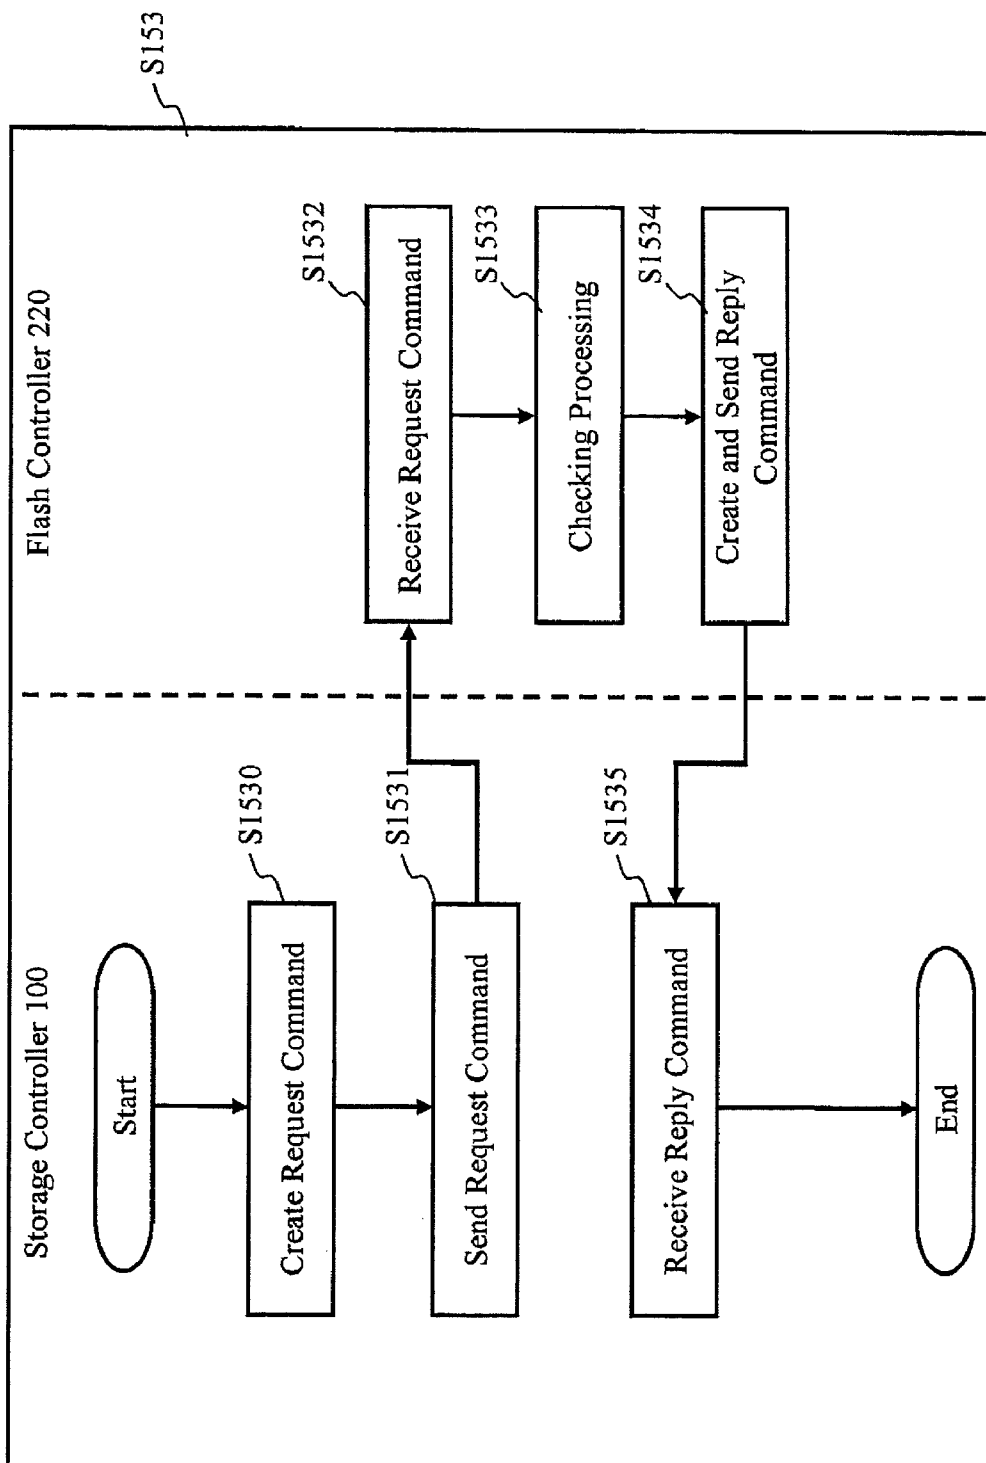 S153
Storage Controller 100
Flash Controller 220
Start
S1530
Create Request Command
S1531
Send Request Command
S1532
Receive Request Command
S1533
Checking Processing
S1534
Create and Send Reply
Command
S1535
Receive Reply Command
End